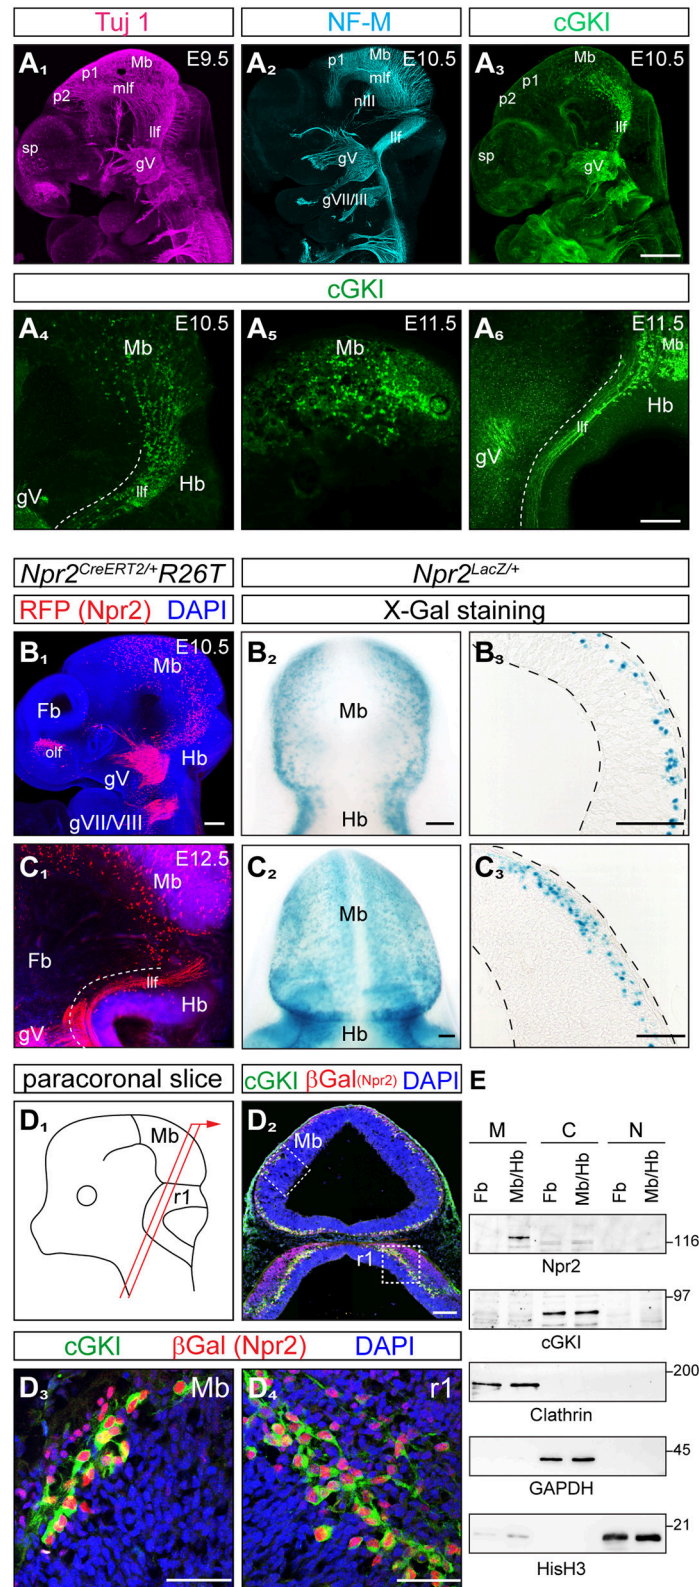 Tuj 1 NF-M cGKI
A₁ E9.5 Mb p1 mlf p2 llf sp gV
A₂ E10.5 Mb p1 mlf nIII llf gV gVII/III
A₃ E10.5 Mb p1 p2 llf sp gV
cGKI
A₄ E10.5 Mb llf Hb gV
A₅ E11.5 Mb
A₆ E11.5 Mb Hb llf gV
Npr2CreERT2/+R26T Npr2LacZ/+
RFP (Npr2) DAPI X-Gal staining
B₁ E10.5 Mb Fb olf Hb gV gVII/VIII
B₂ Mb Hb
B₃
C₁ E12.5 Mb Fb llf Hb gV
C₂ Mb Hb
C₃
paracoronal slice
D₁ Mb r1
cGKI βGal(Npr2) DAPI
D₂ Mb r1
cGKI βGal (Npr2) DAPI
D₃ Mb
D₄ r1
E
M C N
Fb Mb/Hb Fb Mb/Hb Fb Mb/Hb
116
Npr2
97
cGKI
200
Clathrin
45
GAPDH
21
HisH3